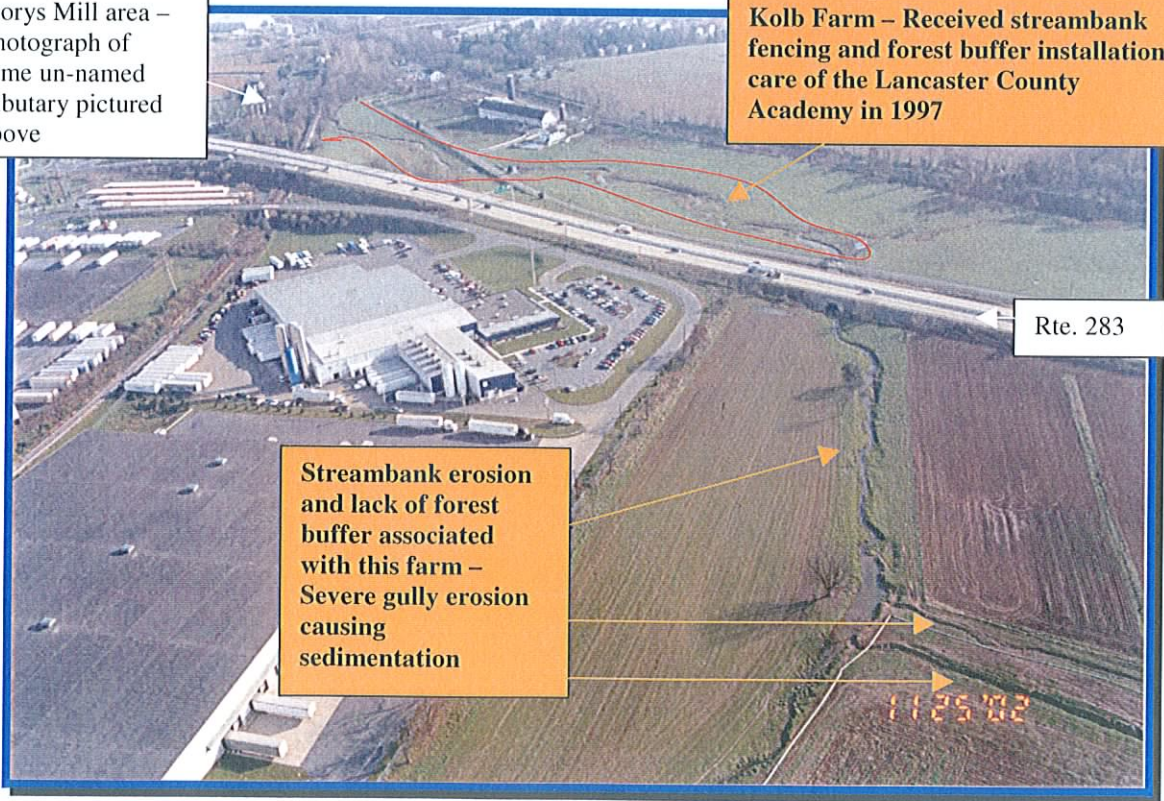 orys Mill area –
hotograph of
me un-named
butary pictured
bove
Kolb Farm – Received streambank
fencing and forest buffer installation
care of the Lancaster County
Academy in 1997
Rte. 283
Streambank erosion
and lack of forest
buffer associated
with this farm –
Severe gully erosion
causing
sedimentation
11 25 '02